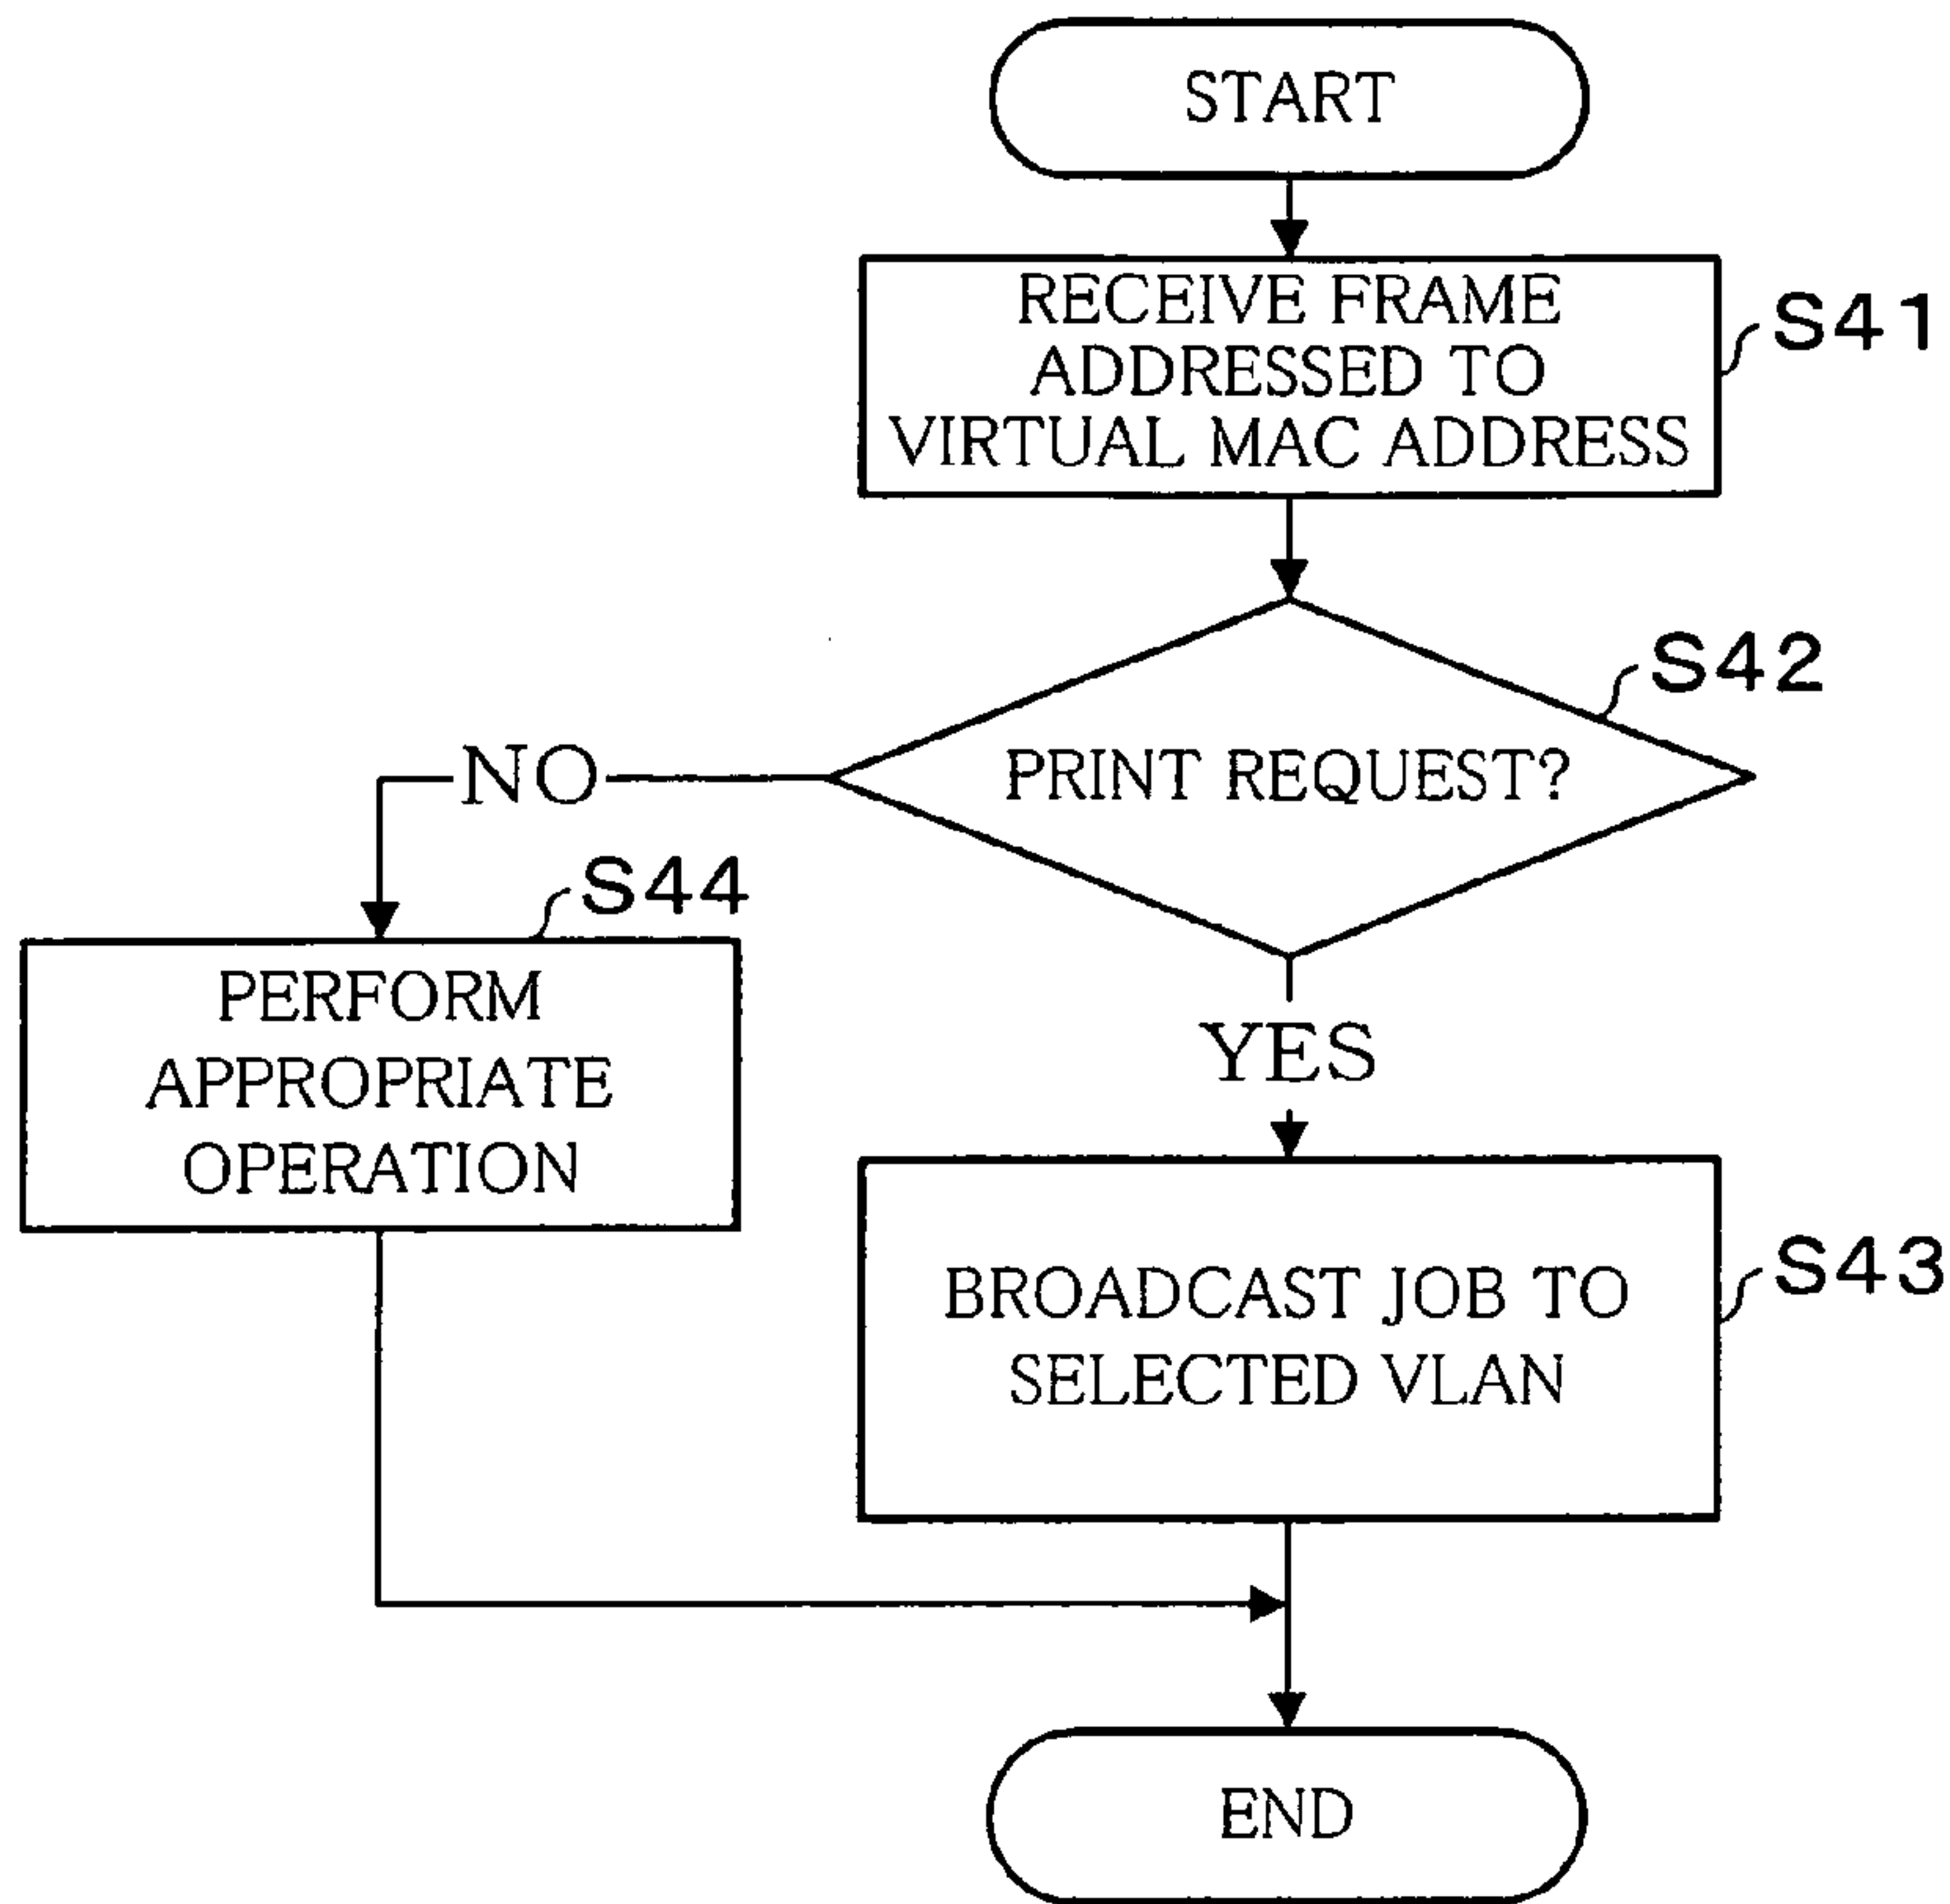 START
RECEIVE FRAME
ADDRESSED TO
VIRTUAL MAC ADDRESS
S41
S42
PRINT REQUEST?
NO
S44
PERFORM
APPROPRIATE
OPERATION
YES
BROADCAST JOB TO
SELECTED VLAN
S43
END